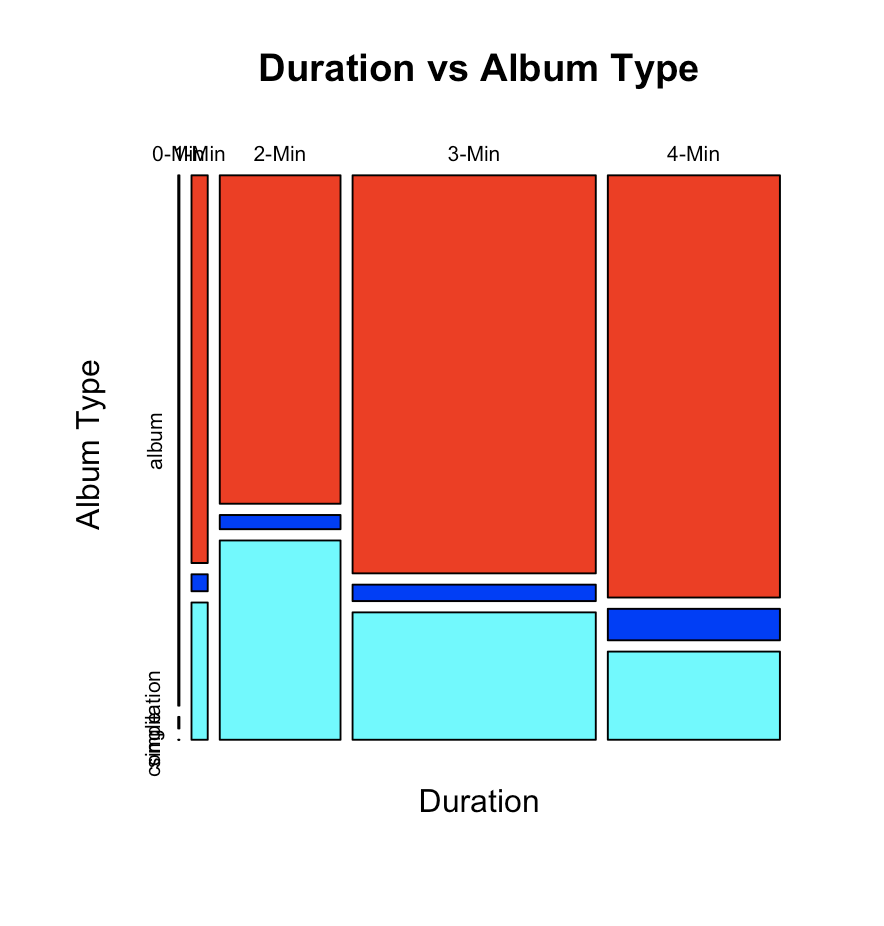 Duration vs Album Type
0-Min 1-Min 2-Min 3-Min 4-Min
Album Type
album
compilation
single
Duration